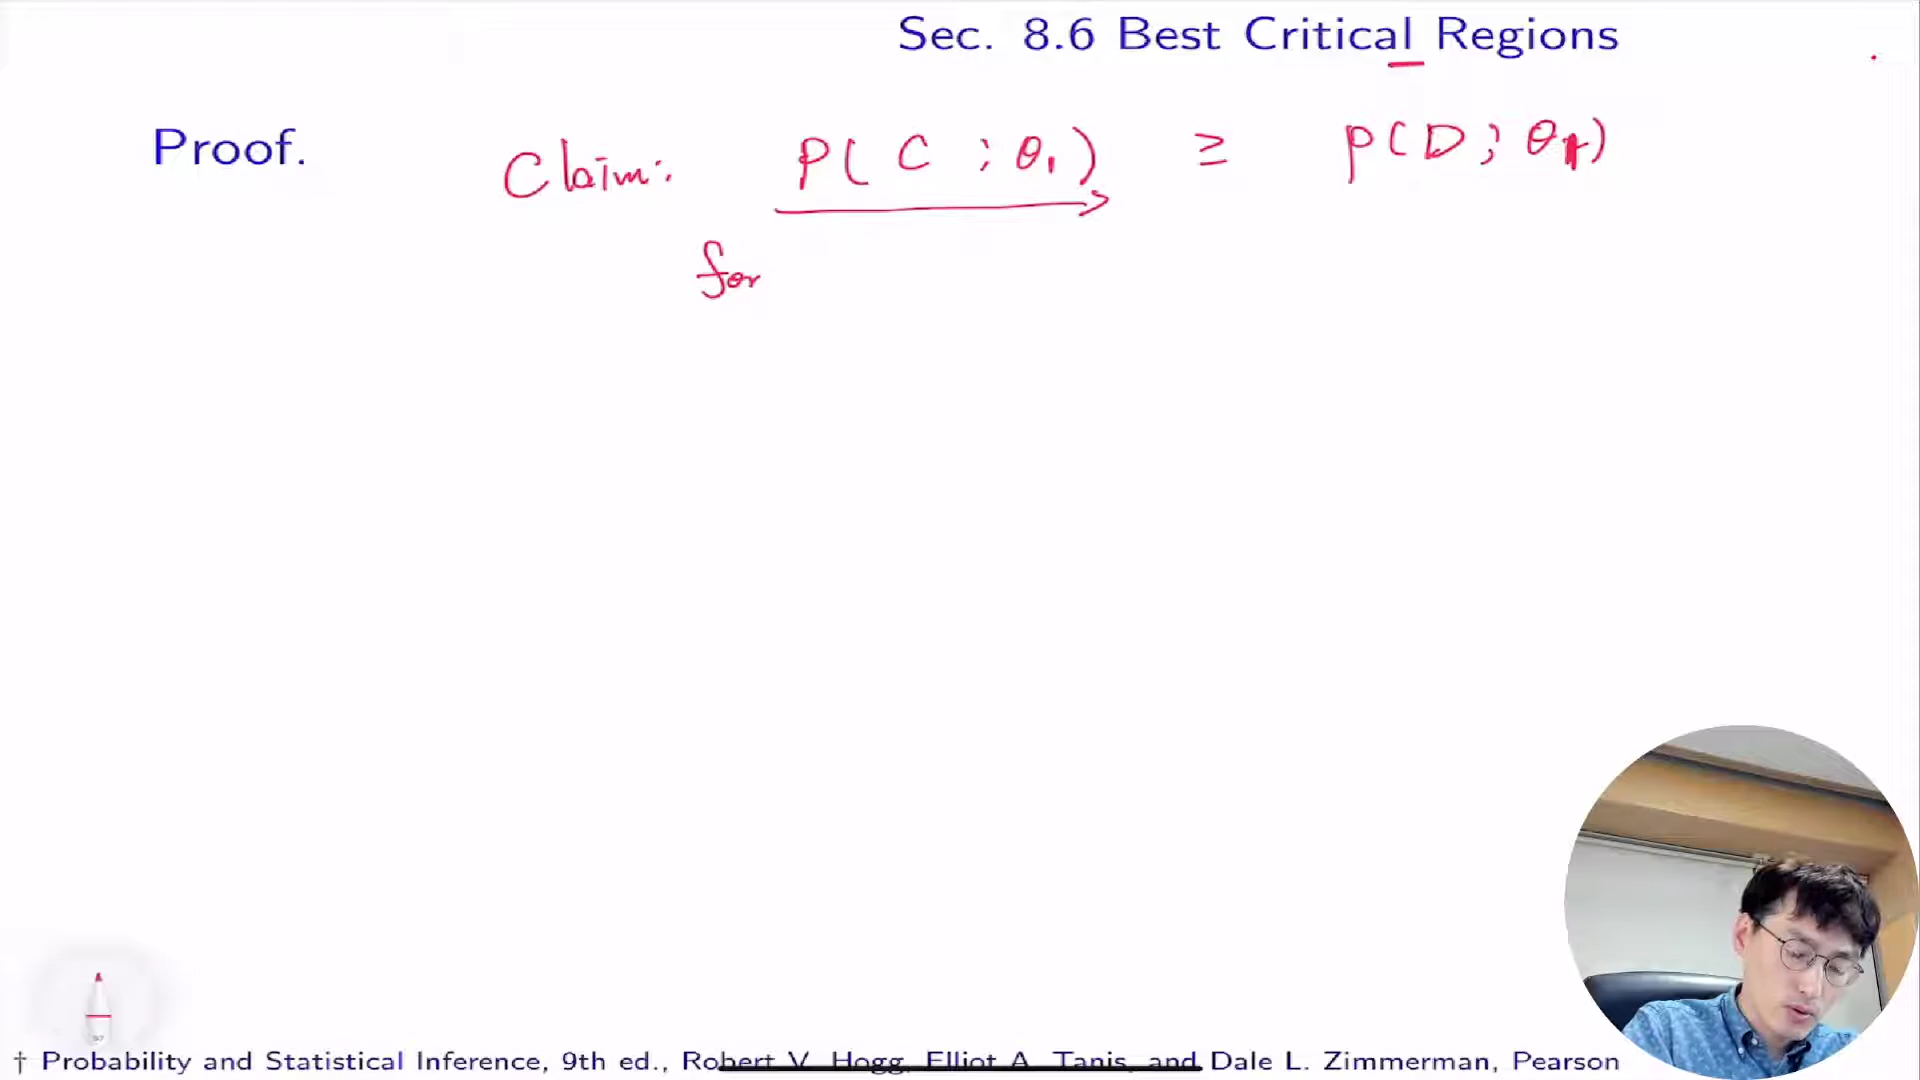 Sec. 8.6 Best Critical Regions
Proof. Claim: P( C ; θ₁ ) ≥ P( D ; θ₁ )
for
† Probability and Statistical Inference, 9th ed., Robert V. Hogg, Elliot A. Tanis, and Dale L. Zimmerman, Pearson